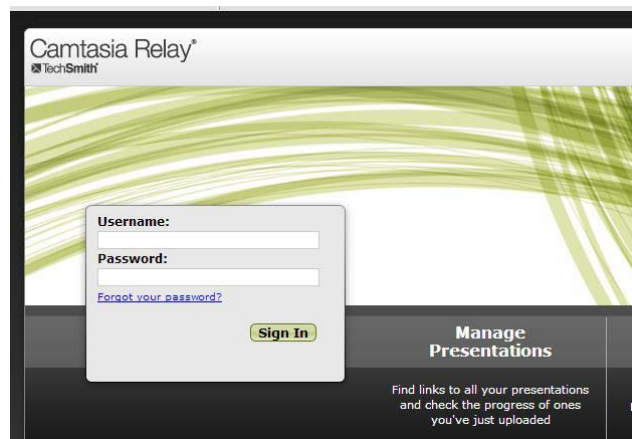 Camtasia Relay®
TechSmith®
Username:
Password:
Forgot your password?
Sign In
Manage
Presentations
Find links to all your presentations
and check the progress of ones
you've just uploaded